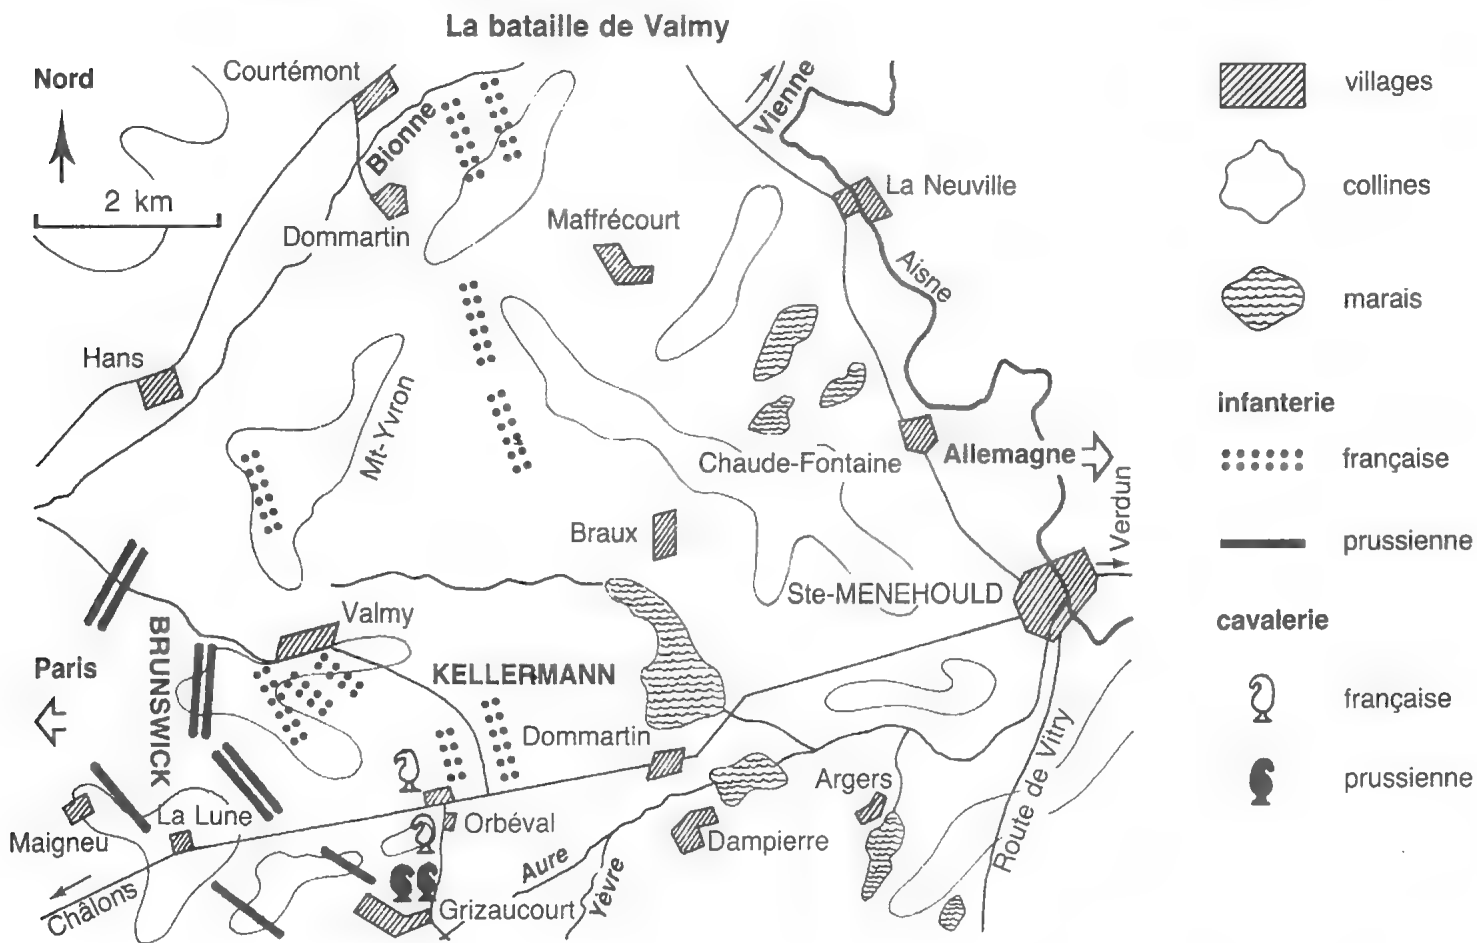 La bataille de Valmy
Nord
2 km
Courtémont
Bionne
Dommartin
Maffrécourt
Vienne
La Neuville
Aisne
Hans
Mt-Yvron
Chaude-Fontaine
Allemagne
Verdun
Braux
Ste-MENEHOULD
Valmy
BRUNSWICK
Paris
KELLERMANN
Dommartin
Argers
Route de Vitry
La Lune
Maigneu
Orbéval
Dampierre
Aure
Yèvre
Châlons
Grizaucourt
villages
collines
marais
infanterie
française
prussienne
cavalerie
française
prussienne